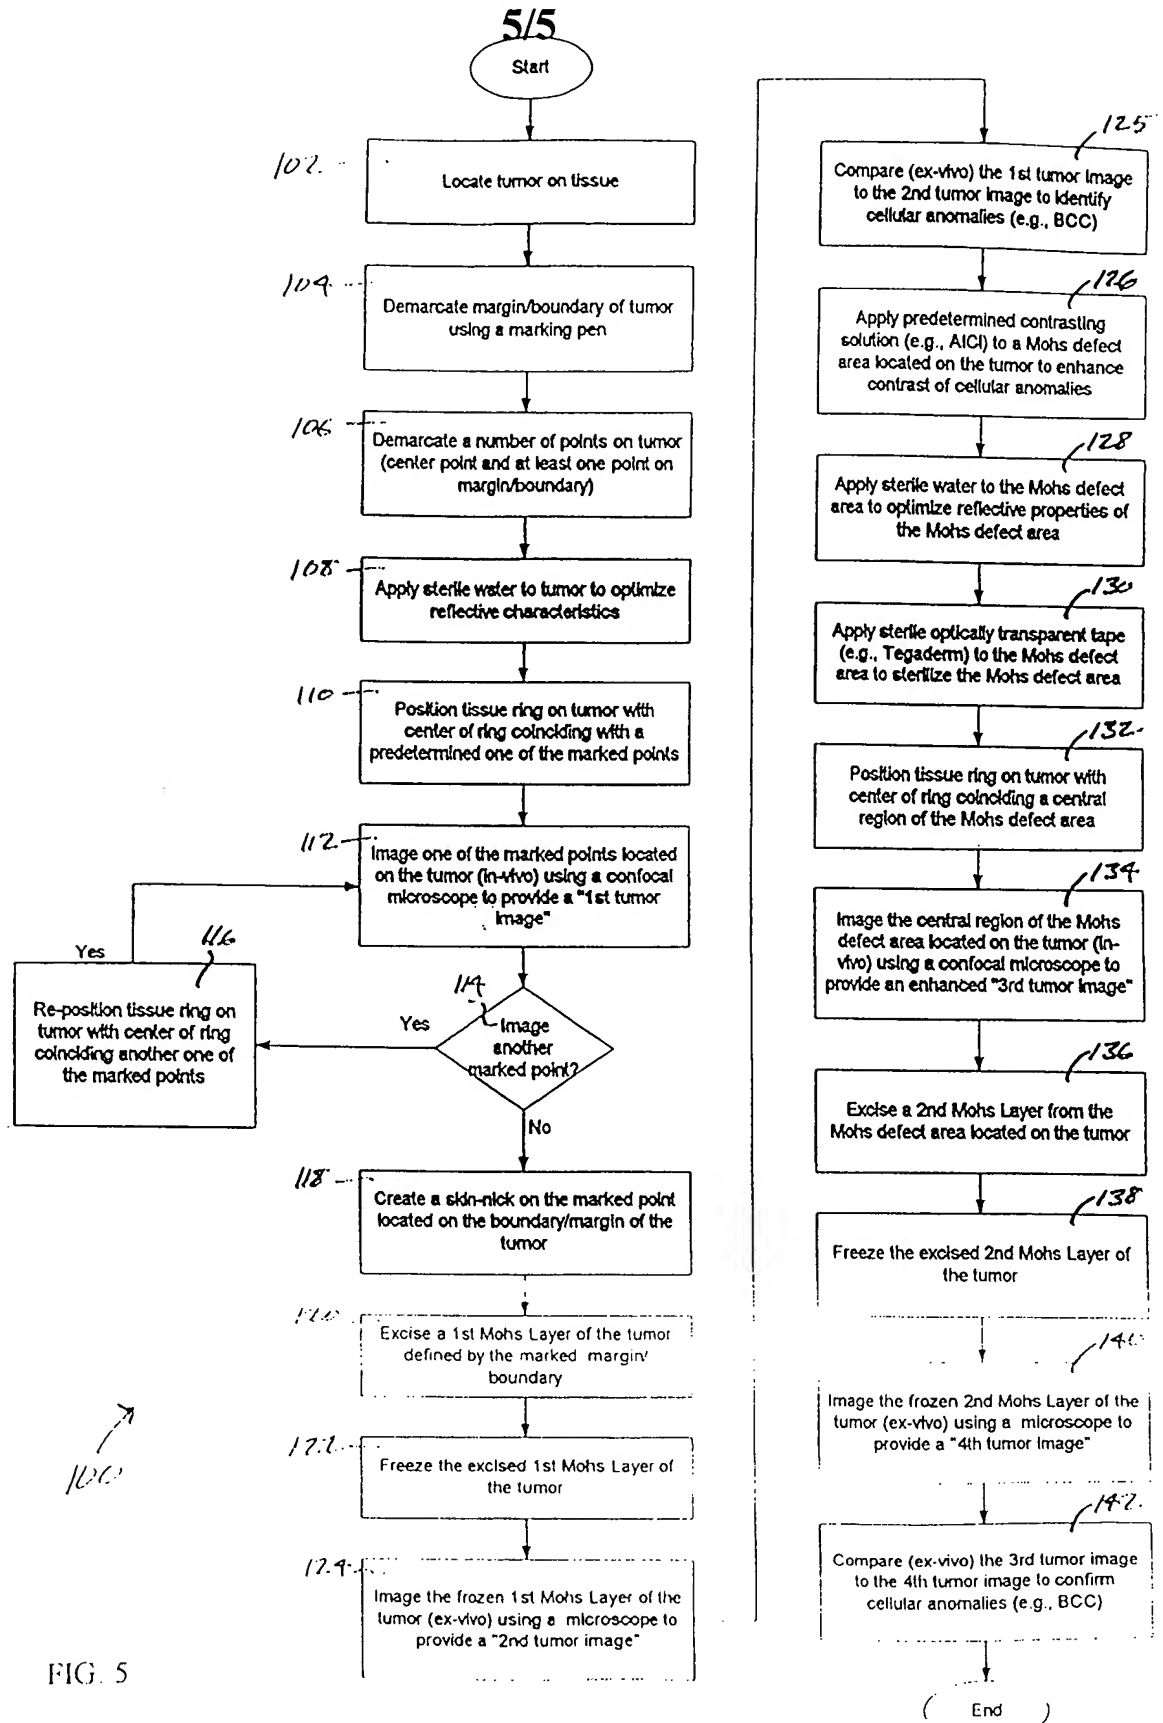 5/5
Start
102
Locate tumor on tissue
104
Demarcate margin/boundary of tumor
using a marking pen
106
Demarcate a number of points on tumor
(center point and at least one point on
margin/boundary)
108
Apply sterile water to tumor to optimize
reflective characteristics
110
Position tissue ring on tumor with
center of ring coinciding with a
predetermined one of the marked points
112
Image one of the marked points located
on the tumor (in-vivo) using a confocal
microscope to provide a "1st tumor
image"
Yes
116
Re-position tissue ring on
tumor with center of ring
coinciding another one of
the marked points
Yes
114
Image
another
marked point?
No
118
Create a skin-nick on the marked point
located on the boundary/margin of the
tumor
120
Excise a 1st Mohs Layer of the tumor
defined by the marked margin/
boundary
122
Freeze the excised 1st Mohs Layer of
the tumor
124
Image the frozen 1st Mohs Layer of the
tumor (ex-vivo) using a microscope to
provide a "2nd tumor image"
100
125
Compare (ex-vivo) the 1st tumor image
to the 2nd tumor image to identify
cellular anomalies (e.g., BCC)
126
Apply predetermined contrasting
solution (e.g., AlCl) to a Mohs defect
area located on the tumor to enhance
contrast of cellular anomalies
128
Apply sterile water to the Mohs defect
area to optimize reflective properties of
the Mohs defect area
130
Apply sterile optically transparent tape
(e.g., Tegaderm) to the Mohs defect
area to sterilize the Mohs defect area
132
Position tissue ring on tumor with
center of ring coinciding a central
region of the Mohs defect area
134
Image the central region of the Mohs
defect area located on the tumor (in-
vivo) using a confocal microscope to
provide an enhanced "3rd tumor image"
136
Excise a 2nd Mohs Layer from the
Mohs defect area located on the tumor
138
Freeze the excised 2nd Mohs Layer of
the tumor
140
Image the frozen 2nd Mohs Layer of the
tumor (ex-vivo) using a microscope to
provide a "4th tumor image"
142
Compare (ex-vivo) the 3rd tumor image
to the 4th tumor image to confirm
cellular anomalies (e.g., BCC)
End
FIG. 5